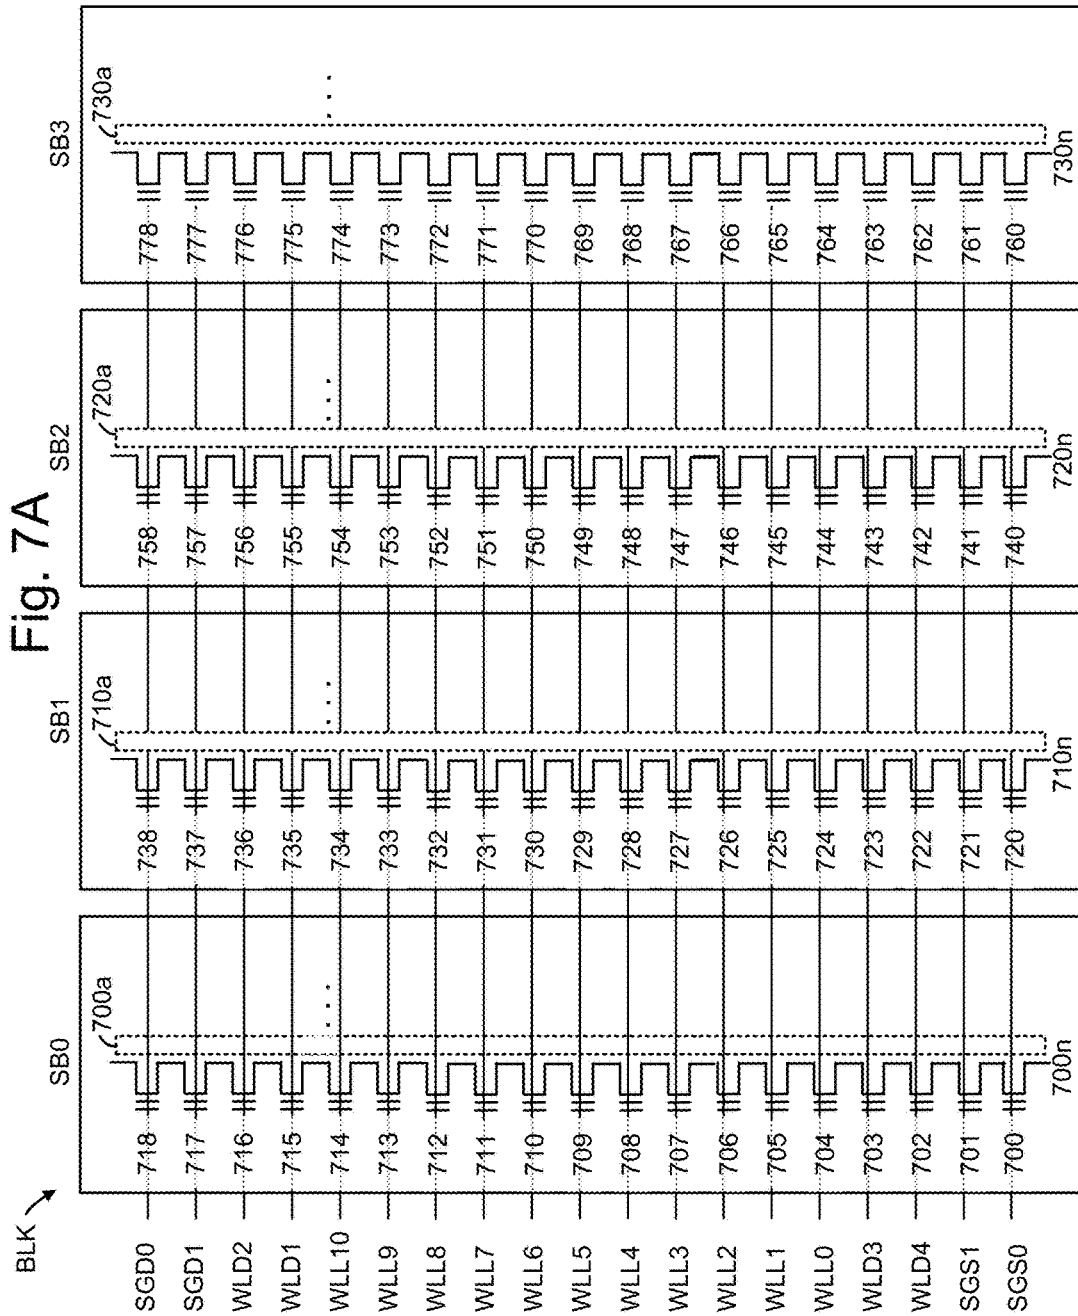 Fig. 7A
BLK
SB0 SB1 SB2 SB3
700a 710a 720a 730a
SGD0 718 738 758 778
SGD1 717 737 757 777
WLD2 716 736 756 776
WLD1 715 735 755 775
WLL10 714 734 754 774
WLL9 713 733 753 773
WLL8 712 732 752 772
WLL7 711 731 751 771
WLL6 710 730 750 770
WLL5 709 729 749 769
WLL4 708 728 748 768
WLL3 707 727 747 767
WLL2 706 726 746 766
WLL1 705 725 745 765
WLL0 704 724 744 764
WLD3 703 723 743 763
WLD4 702 722 742 762
SGS1 701 721 741 761
SGS0 700 720 740 760
700n 710n 720n 730n